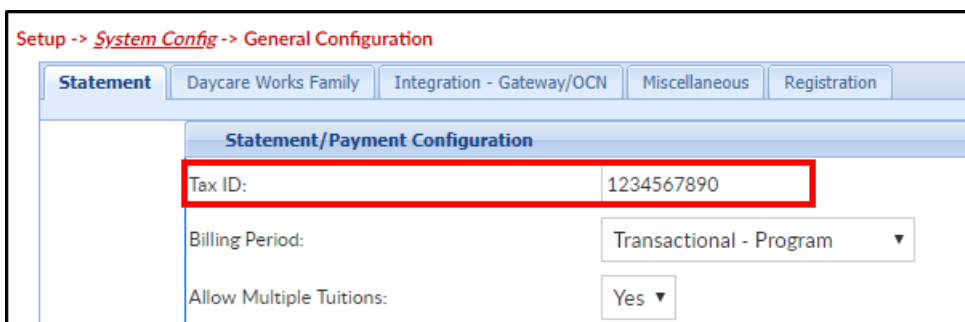 Setup -> System Config -> General Configuration
Statement Daycare Works Family Integration - Gateway/OCN Miscellaneous Registration
Statement/Payment Configuration
Tax ID: 1234567890
Billing Period: Transactional - Program
Allow Multiple Tuitions: Yes